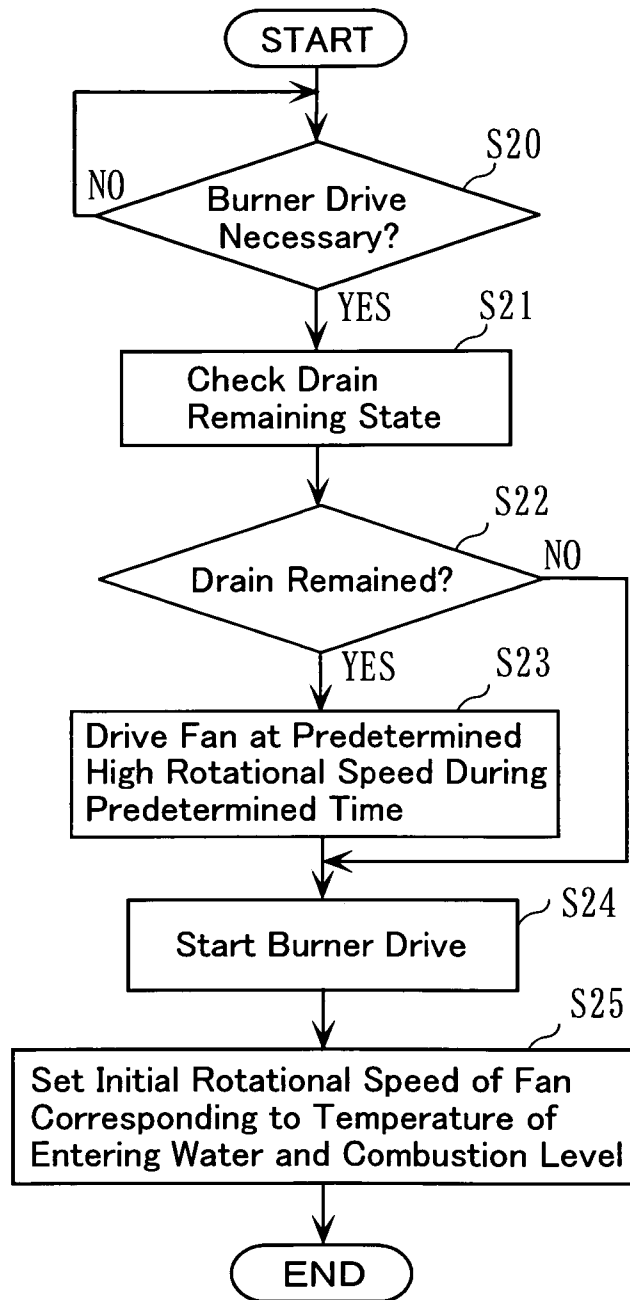 START
S20
NO
Burner Drive
Necessary?
YES
S21
Check Drain
Remaining State
S22
NO
Drain Remained?
YES
S23
Drive Fan at Predetermined
High Rotational Speed During
Predetermined Time
S24
Start Burner Drive
S25
Set Initial Rotational Speed of Fan
Corresponding to Temperature of
Entering Water and Combustion Level
END